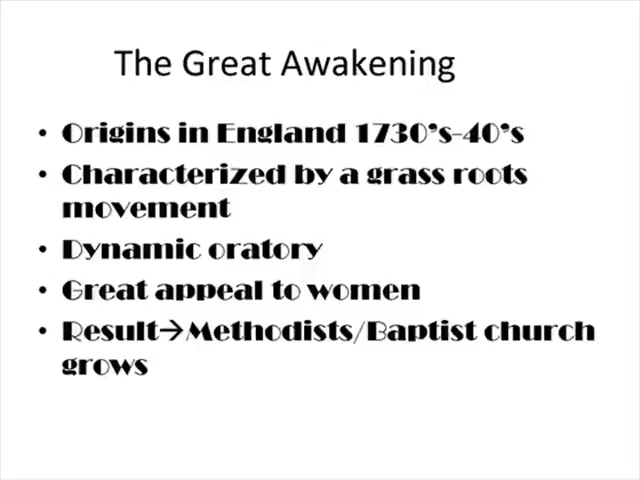 The Great Awakening
• Origins in England 1730's-40's
• Characterized by a grass roots
movement
• Dynamic oratory
• Great appeal to women
• Result→Methodists/Baptist church
grows